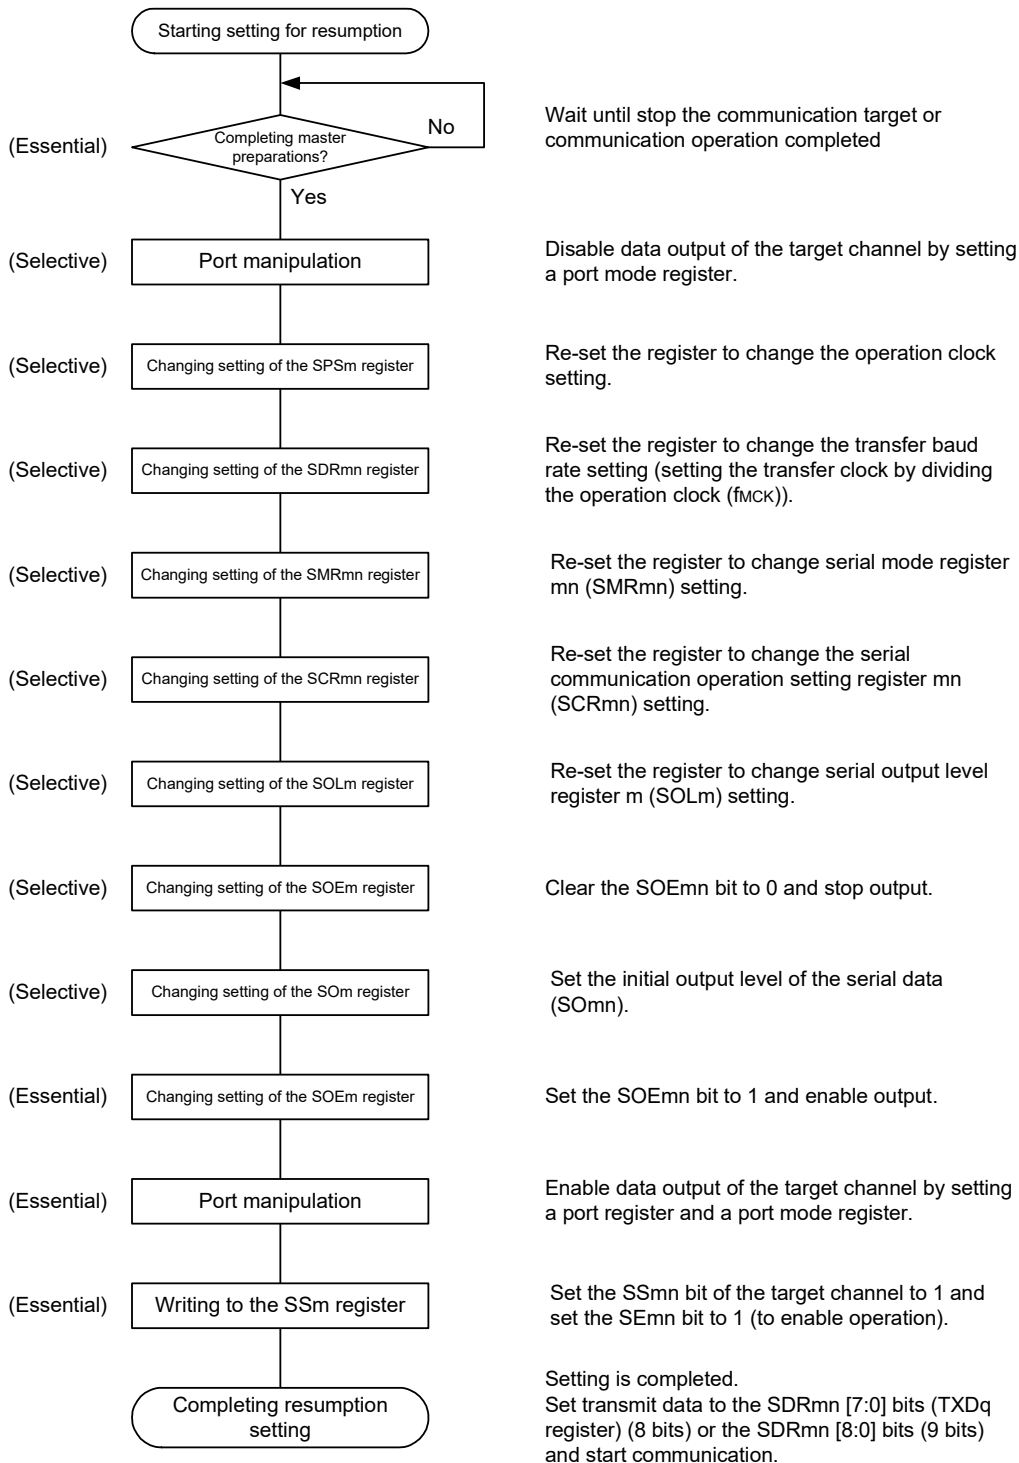 Starting setting for resumption
(Essential)
Completing master
preparations?
No
Yes
Wait until stop the communication target or
communication operation completed
(Selective)
Port manipulation
Disable data output of the target channel by setting
a port mode register.
(Selective)
Changing setting of the SPSm register
Re-set the register to change the operation clock
setting.
(Selective)
Changing setting of the SDRmn register
Re-set the register to change the transfer baud
rate setting (setting the transfer clock by dividing
the operation clock (fMCK)).
(Selective)
Changing setting of the SMRmn register
Re-set the register to change serial mode register
mn (SMRmn) setting.
(Selective)
Changing setting of the SCRmn register
Re-set the register to change the serial
communication operation setting register mn
(SCRmn) setting.
(Selective)
Changing setting of the SOLm register
Re-set the register to change serial output level
register m (SOLm) setting.
(Selective)
Changing setting of the SOEm register
Clear the SOEmn bit to 0 and stop output.
(Selective)
Changing setting of the SOm register
Set the initial output level of the serial data
(SOmn).
(Essential)
Changing setting of the SOEm register
Set the SOEmn bit to 1 and enable output.
(Essential)
Port manipulation
Enable data output of the target channel by setting
a port register and a port mode register.
(Essential)
Writing to the SSm register
Set the SSmn bit of the target channel to 1 and
set the SEmn bit to 1 (to enable operation).
Completing resumption
setting
Setting is completed.
Set transmit data to the SDRmn [7:0] bits (TXDq
register) (8 bits) or the SDRmn [8:0] bits (9 bits)
and start communication.